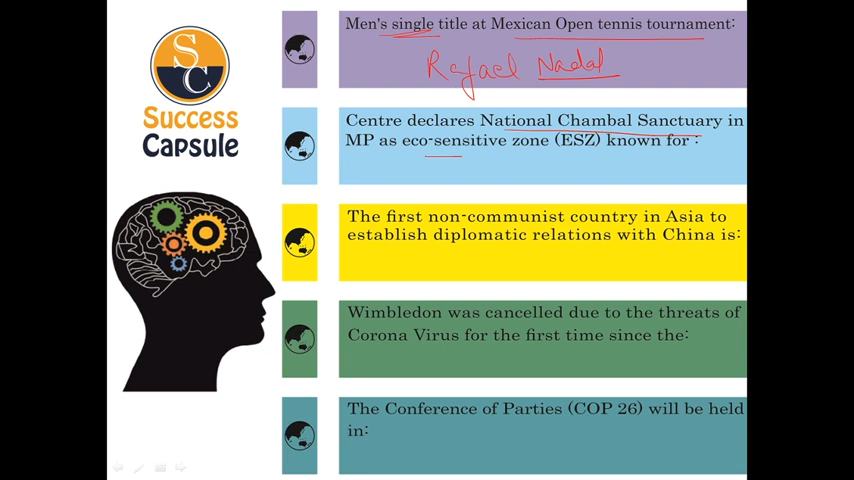 S
C
Success
Capsule
Men's single title at Mexican Open tennis tournament:
Rafael Nadal
Centre declares National Chambal Sanctuary in
MP as eco-sensitive zone (ESZ) known for :
The first non-communist country in Asia to
establish diplomatic relations with China is:
Wimbledon was cancelled due to the threats of
Corona Virus for the first time since the:
The Conference of Parties (COP 26) will be held
in: